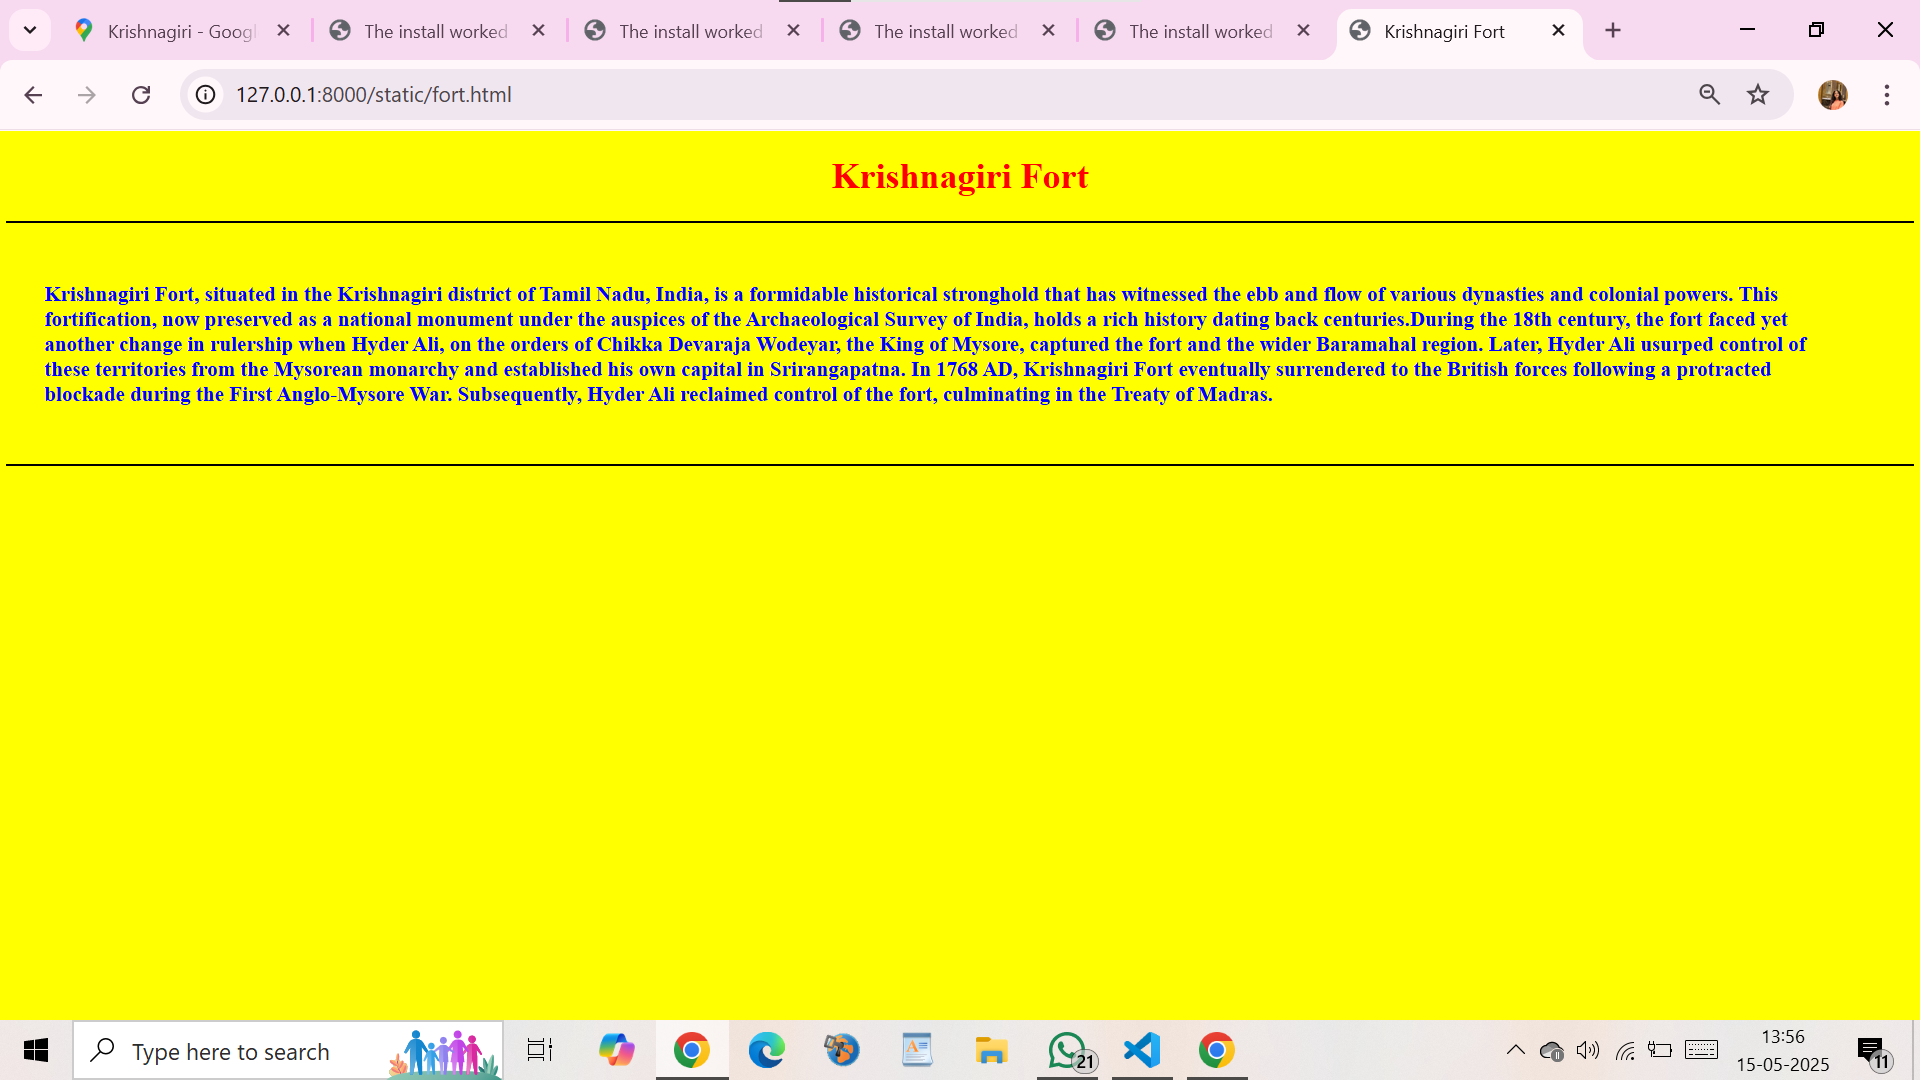 Krishnagiri - Googl
The install worked
The install worked
The install worked
The install worked
Krishnagiri Fort
127.0.0.1:8000/static/fort.html
Krishnagiri Fort
Krishnagiri Fort, situated in the Krishnagiri district of Tamil Nadu, India, is a formidable historical stronghold that has witnessed the ebb and flow of various dynasties and colonial powers. This
fortification, now preserved as a national monument under the auspices of the Archaeological Survey of India, holds a rich history dating back centuries.During the 18th century, the fort faced yet
another change in rulership when Hyder Ali, on the orders of Chikka Devaraja Wodeyar, the King of Mysore, captured the fort and the wider Baramahal region. Later, Hyder Ali usurped control of
these territories from the Mysorean monarchy and established his own capital in Srirangapatna. In 1768 AD, Krishnagiri Fort eventually surrendered to the British forces following a protracted
blockade during the First Anglo-Mysore War. Subsequently, Hyder Ali reclaimed control of the fort, culminating in the Treaty of Madras.
Type here to search
21
13:56
15-05-2025
11